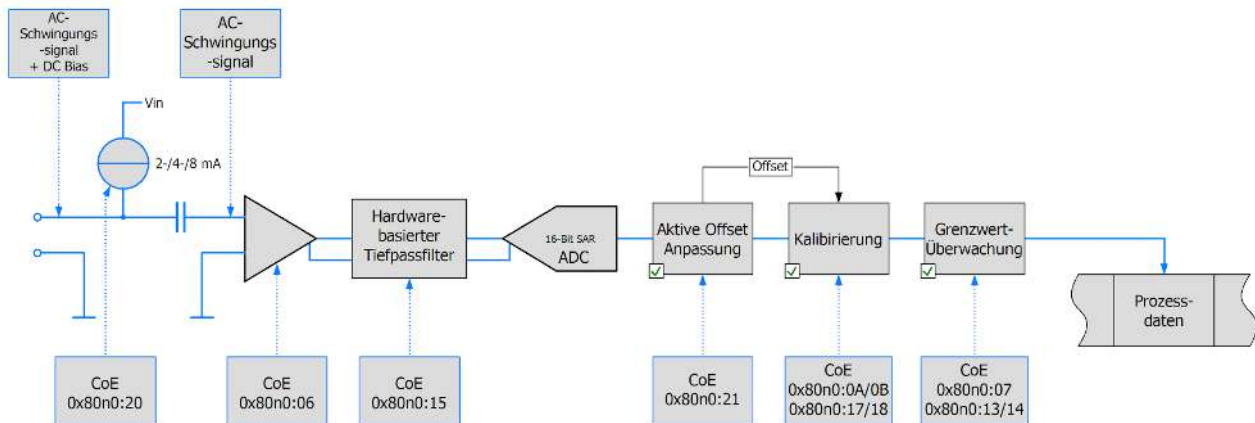 AC-
Schwingungs
-signal
+ DC Bias
AC-
Schwingungs
-signal
Vin
2-/4-/8 mA
Offset
Hardware-
basierter
Tiefpassfilter
16-Bit SAR
ADC
Aktive Offset
Anpassung
Kalibirierung
Grenzwert-
Überwachung
Prozess-
daten
CoE
0x80n0:20
CoE
0x80n0:06
CoE
0x80n0:15
CoE
0x80n0:21
CoE
0x80n0:0A/0B
0x80n0:17/18
CoE
0x80n0:07
0x80n0:13/14